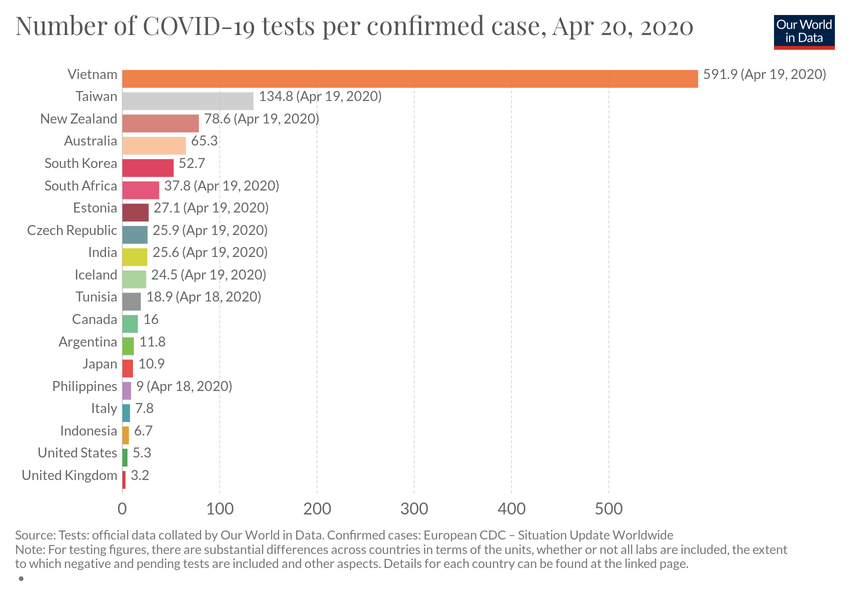 Number of COVID-19 tests per confirmed case, Apr 20, 2020
Our World
in Data
Vietnam 591.9 (Apr 19, 2020)
Taiwan 134.8 (Apr 19, 2020)
New Zealand 78.6 (Apr 19, 2020)
Australia 65.3
South Korea 52.7
South Africa 37.8 (Apr 19, 2020)
Estonia 27.1 (Apr 19, 2020)
Czech Republic 25.9 (Apr 19, 2020)
India 25.6 (Apr 19, 2020)
Iceland 24.5 (Apr 19, 2020)
Tunisia 18.9 (Apr 18, 2020)
Canada 16
Argentina 11.8
Japan 10.9
Philippines 9 (Apr 18, 2020)
Italy 7.8
Indonesia 6.7
United States 5.3
United Kingdom 3.2
0 100 200 300 400 500
Source: Tests: official data collated by Our World in Data. Confirmed cases: European CDC – Situation Update Worldwide
Note: For testing figures, there are substantial differences across countries in terms of the units, whether or not all labs are included, the extent
to which negative and pending tests are included and other aspects. Details for each country can be found at the linked page.
•